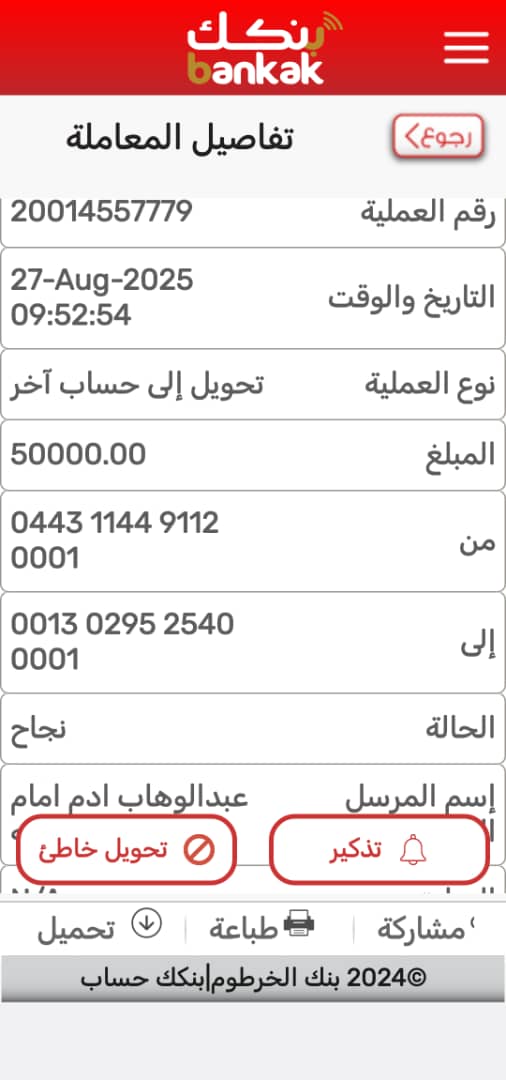 بنكك
bankak
رجوع
تفاصيل المعاملة
رقم العملية 20014557779
التاريخ والوقت 27-Aug-2025
09:52:54
نوع العملية تحويل إلى حساب آخر
المبلغ 50000.00
من 0443 1144 9112
0001
إلى 0013 0295 2540
0001
الحالة نجاح
إسم المرسل عبدالوهاب ادم امام
تذكير
تحويل خاطئ
مشاركة
طباعة
تحميل
©2024 بنك الخرطوم|بنكك حساب